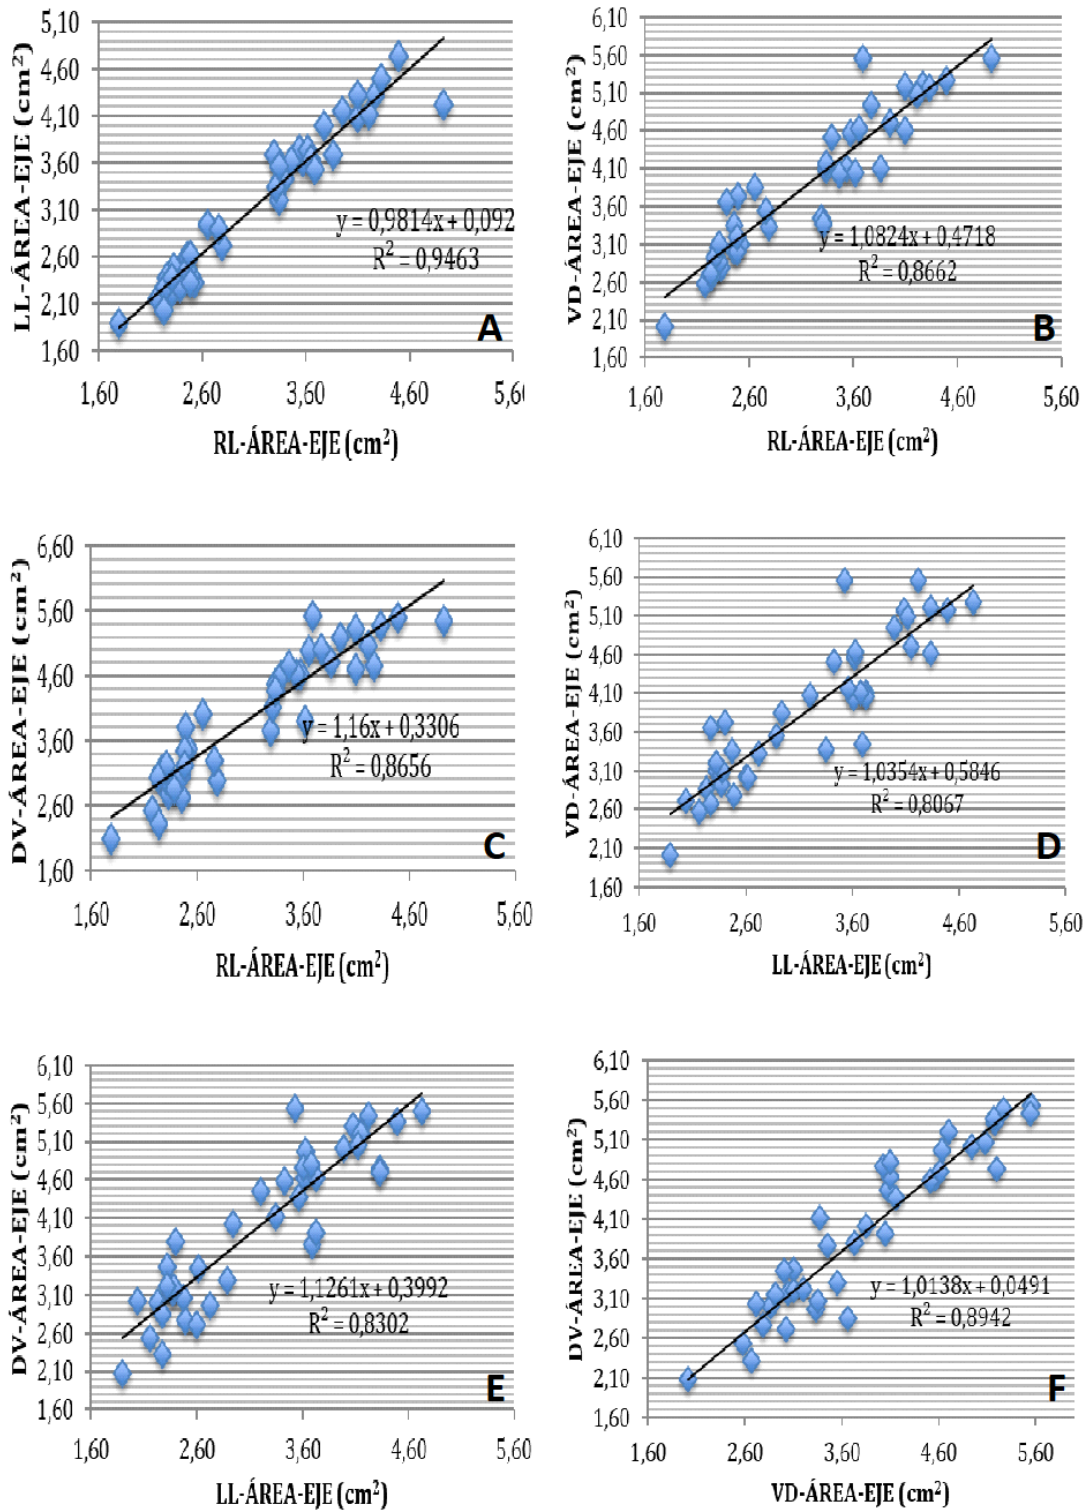 5,10
4,60
4,10
3,60
3,10
2,60
2,10
1,60
LL-ÁREA-EJE (cm²)
y = 0,9814x + 0,092
R² = 0,9463
A
1,60 2,60 3,60 4,60 5,60
RL-ÁREA-EJE (cm²)
6,10
5,60
5,10
4,60
4,10
3,60
3,10
2,60
2,10
1,60
VD-ÁREA-EJE (cm²)
y = 1,0824x + 0,4718
R² = 0,8662
B
1,60 2,60 3,60 4,60 5,60
RL-ÁREA-EJE (cm²)
6,60
5,60
4,60
3,60
2,60
1,60
DV-ÁREA-EJE (cm²)
y = 1,16x + 0,3306
R² = 0,8656
C
1,60 2,60 3,60 4,60 5,60
RL-ÁREA-EJE (cm²)
6,10
5,60
5,10
4,60
4,10
3,60
3,10
2,60
2,10
1,60
VD-ÁREA-EJE (cm²)
y = 1,0354x + 0,5846
R² = 0,8067
D
1,60 2,60 3,60 4,60 5,60
LL-ÁREA-EJE (cm²)
6,10
5,60
5,10
4,60
4,10
3,60
3,10
2,60
2,10
1,60
DV-ÁREA-EJE (cm²)
y = 1,1261x + 0,3992
R² = 0,8302
E
1,60 2,60 3,60 4,60 5,60
LL-ÁREA-EJE (cm²)
6,10
5,60
5,10
4,60
4,10
3,60
3,10
2,60
2,10
1,60
DV-ÁREA-EJE (cm²)
y = 1,0138x + 0,0491
R² = 0,8942
F
1,60 2,60 3,60 4,60 5,60
VD-ÁREA-EJE (cm²)